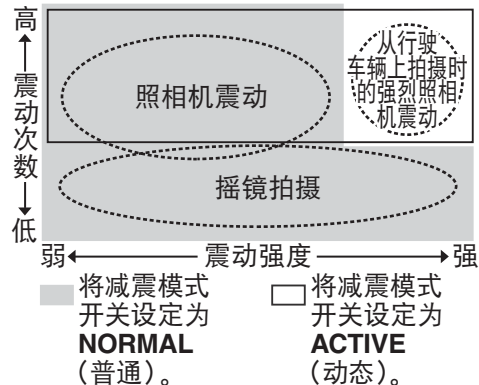 高
震动次数
低
照相机震动
从行驶
车辆上拍摄时
的强烈照相
机震动
摇镜拍摄
弱
震动强度
强
将减震模式
开关设定为
NORMAL
（普通）。
将减震模式
开关设定为
ACTIVE
（动态）。